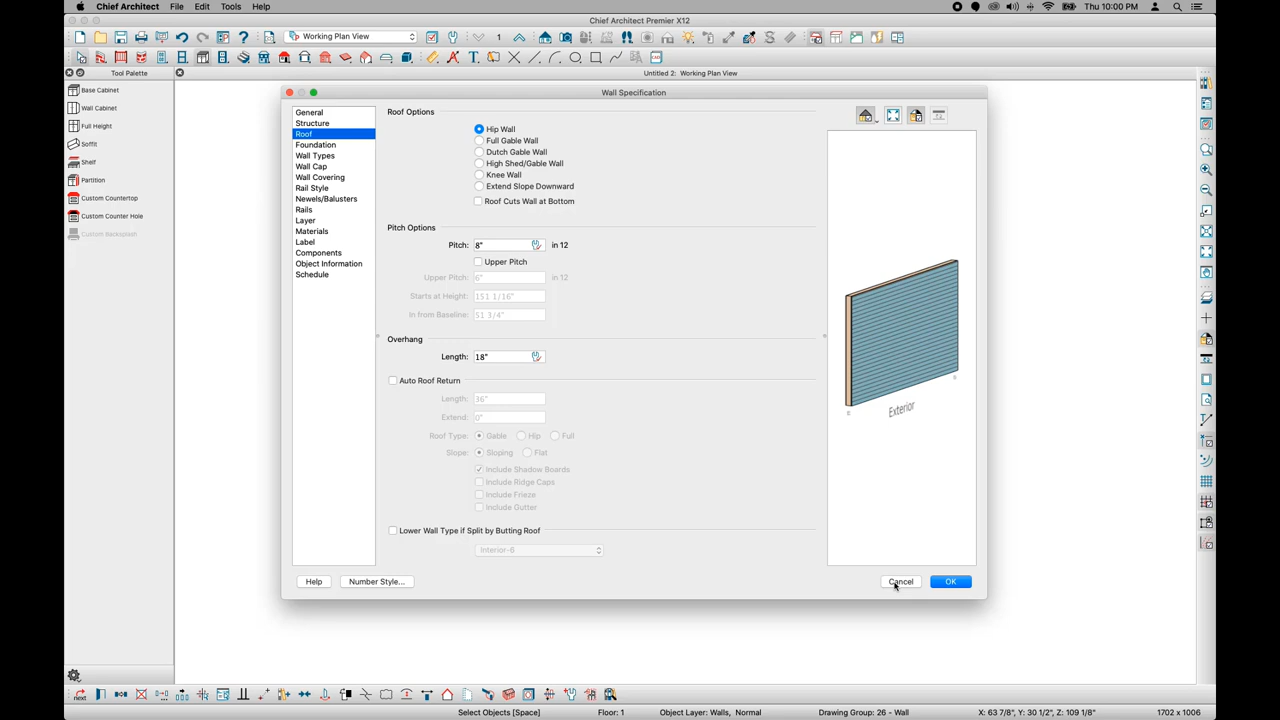 Chief Architect File Edit Tools Help
Thu 10:00 PM
Chief Architect Premier X12
Working Plan View
1
Tool Palette
Untitled 2: Working Plan View
Base Cabinet
Wall Cabinet
Full Height
Soffit
Shelf
Partition
Custom Countertop
Custom Counter Hole
Custom Backsplash
Wall Specification
General
Structure
Roof
Foundation
Wall Types
Wall Cap
Wall Covering
Rail Style
Newels/Balusters
Rails
Layer
Materials
Label
Components
Object Information
Schedule
Roof Options
Hip Wall
Full Gable Wall
Dutch Gable Wall
High Shed/Gable Wall
Knee Wall
Extend Slope Downward
Roof Cuts Wall at Bottom
Pitch Options
Pitch: 8" in 12
Upper Pitch
Upper Pitch: 6" in 12
Starts at Height: 151 1/16"
In from Baseline: 51 3/4"
Overhang
Length: 18"
Auto Roof Return
Length: 36"
Extend: 0"
Roof Type: Gable Hip Full
Slope: Sloping Flat
Include Shadow Boards
Include Ridge Caps
Include Frieze
Include Gutter
Lower Wall Type if Split by Butting Roof
Interior-6
Exterior
Help Number Style... Cancel OK
next
Select Objects [Space] Floor: 1 Object Layer: Walls, Normal Drawing Group: 26 - Wall X: 63 7/8", Y: 30 1/2", Z: 109 1/8" 1702 x 1006